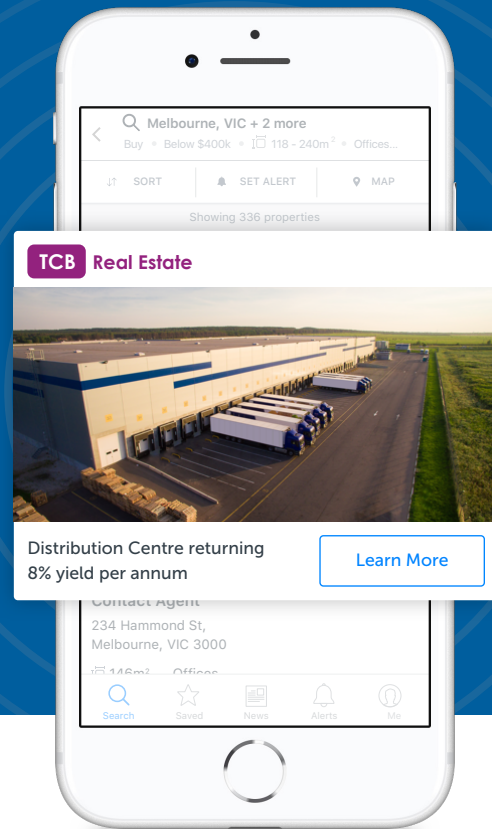 Melbourne, VIC + 2 more
Buy • Below $400k • 118 - 240m² • Offices...
SORT
SET ALERT
MAP
Showing 336 properties
TCB Real Estate
Distribution Centre returning
8% yield per annum
Learn More
Contact Agent
234 Hammond St,
Melbourne, VIC 3000
146m² Offices
Search
Saved
News
Alerts
Me